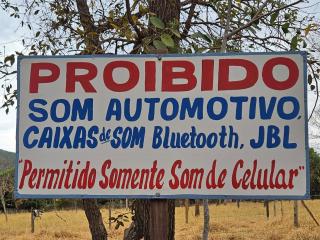 PROIBIDO
SOM AUTOMOTIVO,
CAIXAS de SOM Bluetooth, JBL
"Permitido Somente Som de Celular"